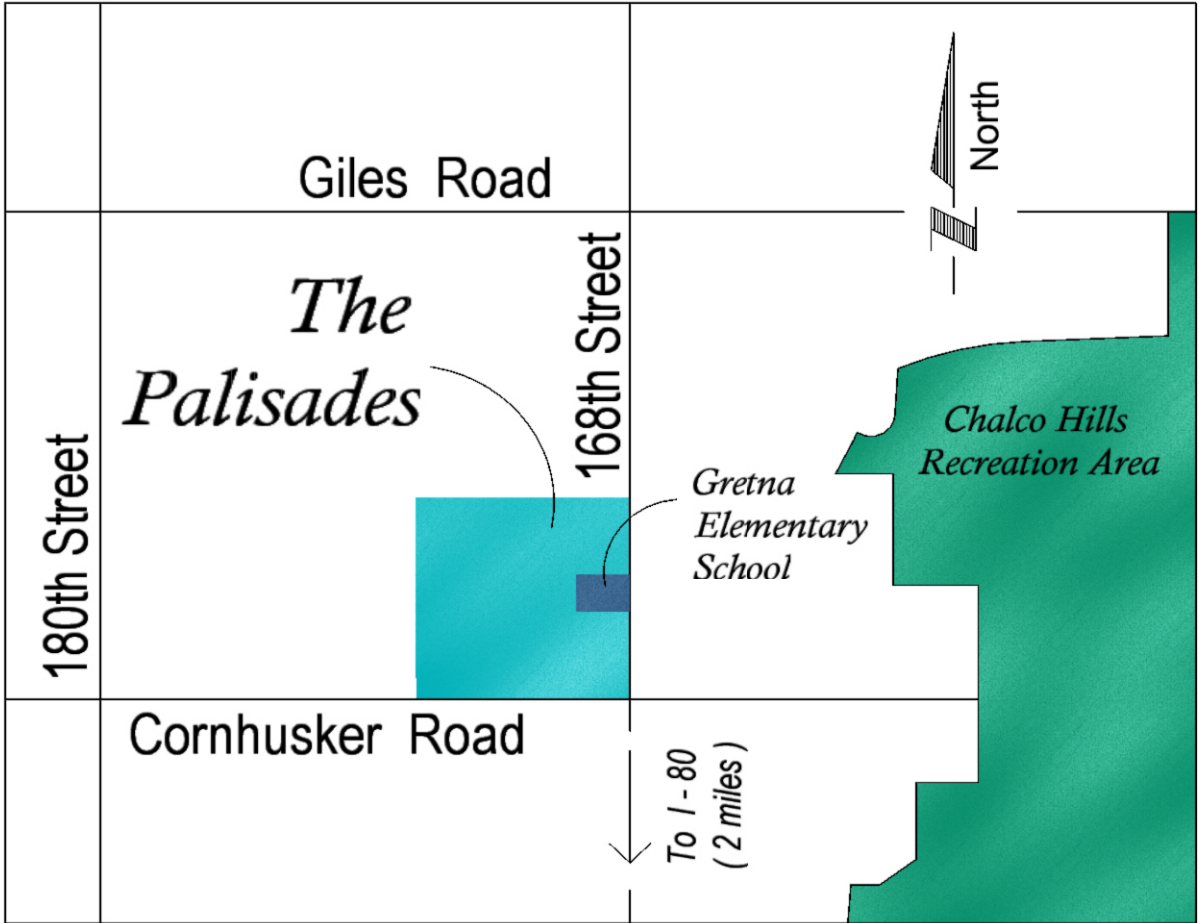 Giles Road
North
The
Palisades
168th Street
Chalco Hills
Recreation Area
180th Street
Gretna
Elementary
School
Cornhusker Road
To I - 80
( 2 miles )